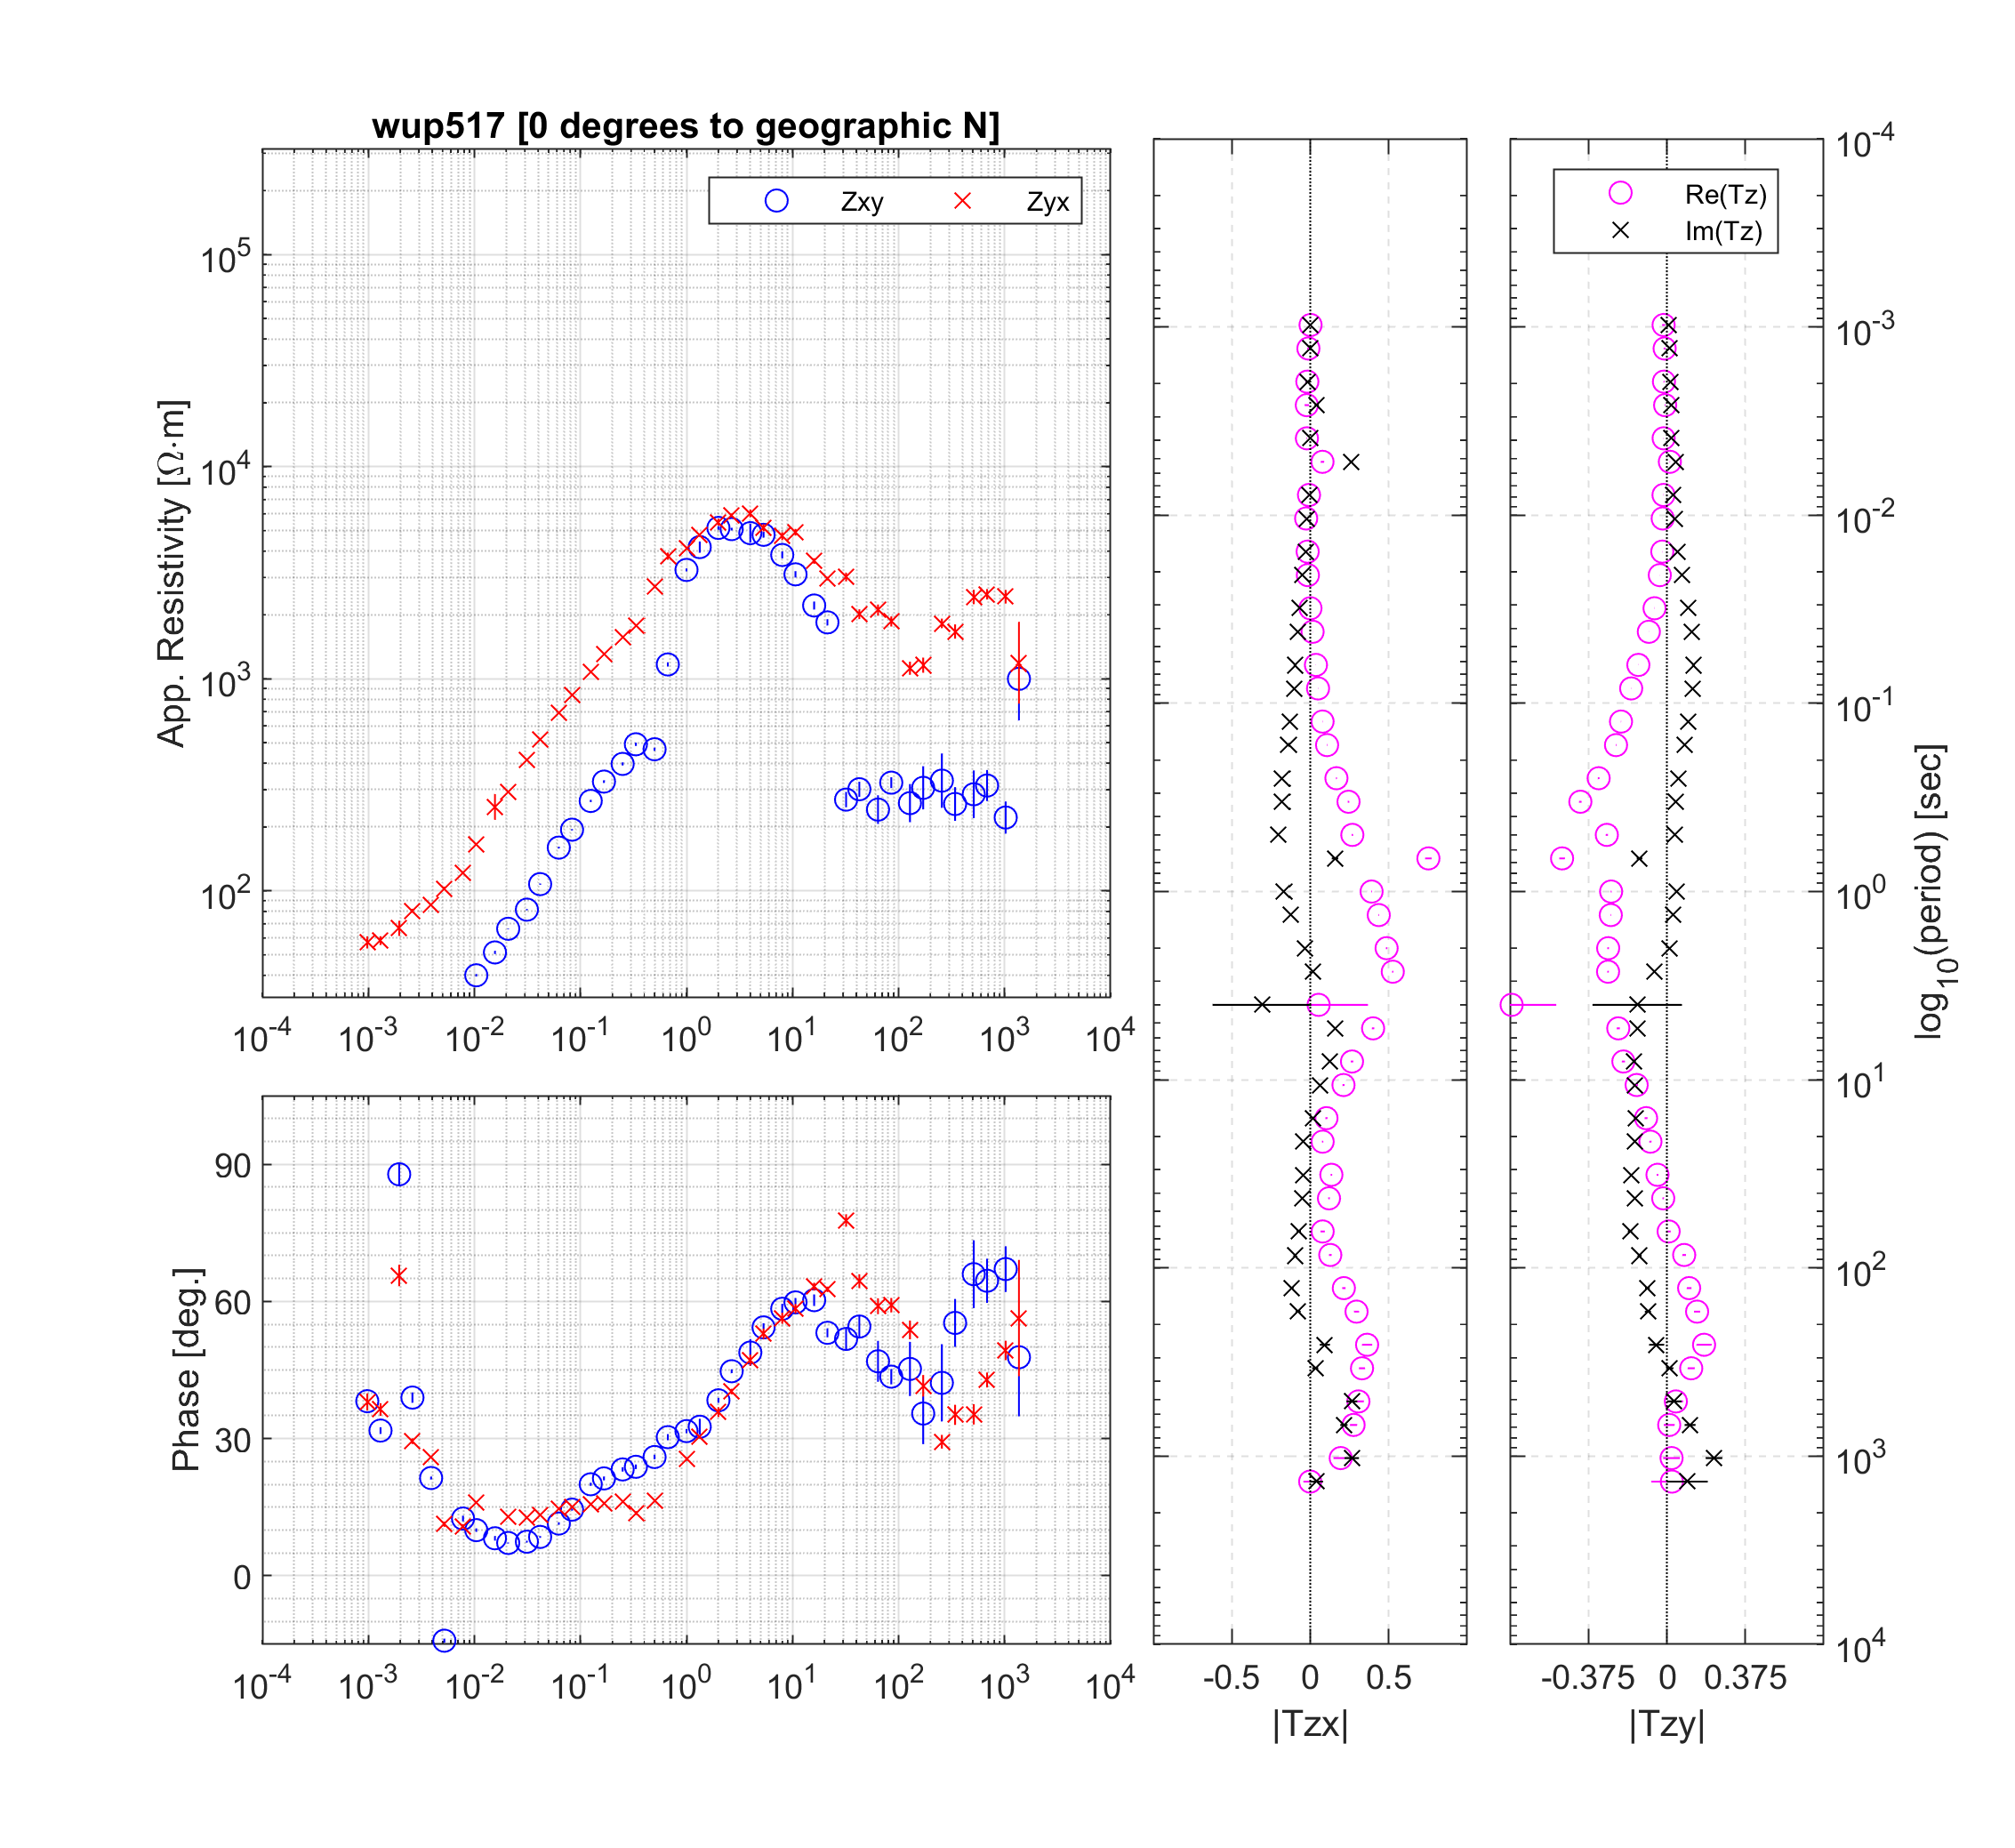 wup517 [0 degrees to geographic N]
Zxy Zyx
App. Resistivity [Ω·m]
10^5
10^4
10^3
10^2
10^-4 10^-3 10^-2 10^-1 10^0 10^1 10^2 10^3 10^4
Phase [deg.]
90
60
30
0
10^-4 10^-3 10^-2 10^-1 10^0 10^1 10^2 10^3 10^4
-0.5 0 0.5
|Tzx|
Re(Tz)
Im(Tz)
10^-4
10^-3
10^-2
10^-1
10^0
10^1
10^2
10^3
10^4
log_10(period) [sec]
-0.375 0 0.375
|Tzy|